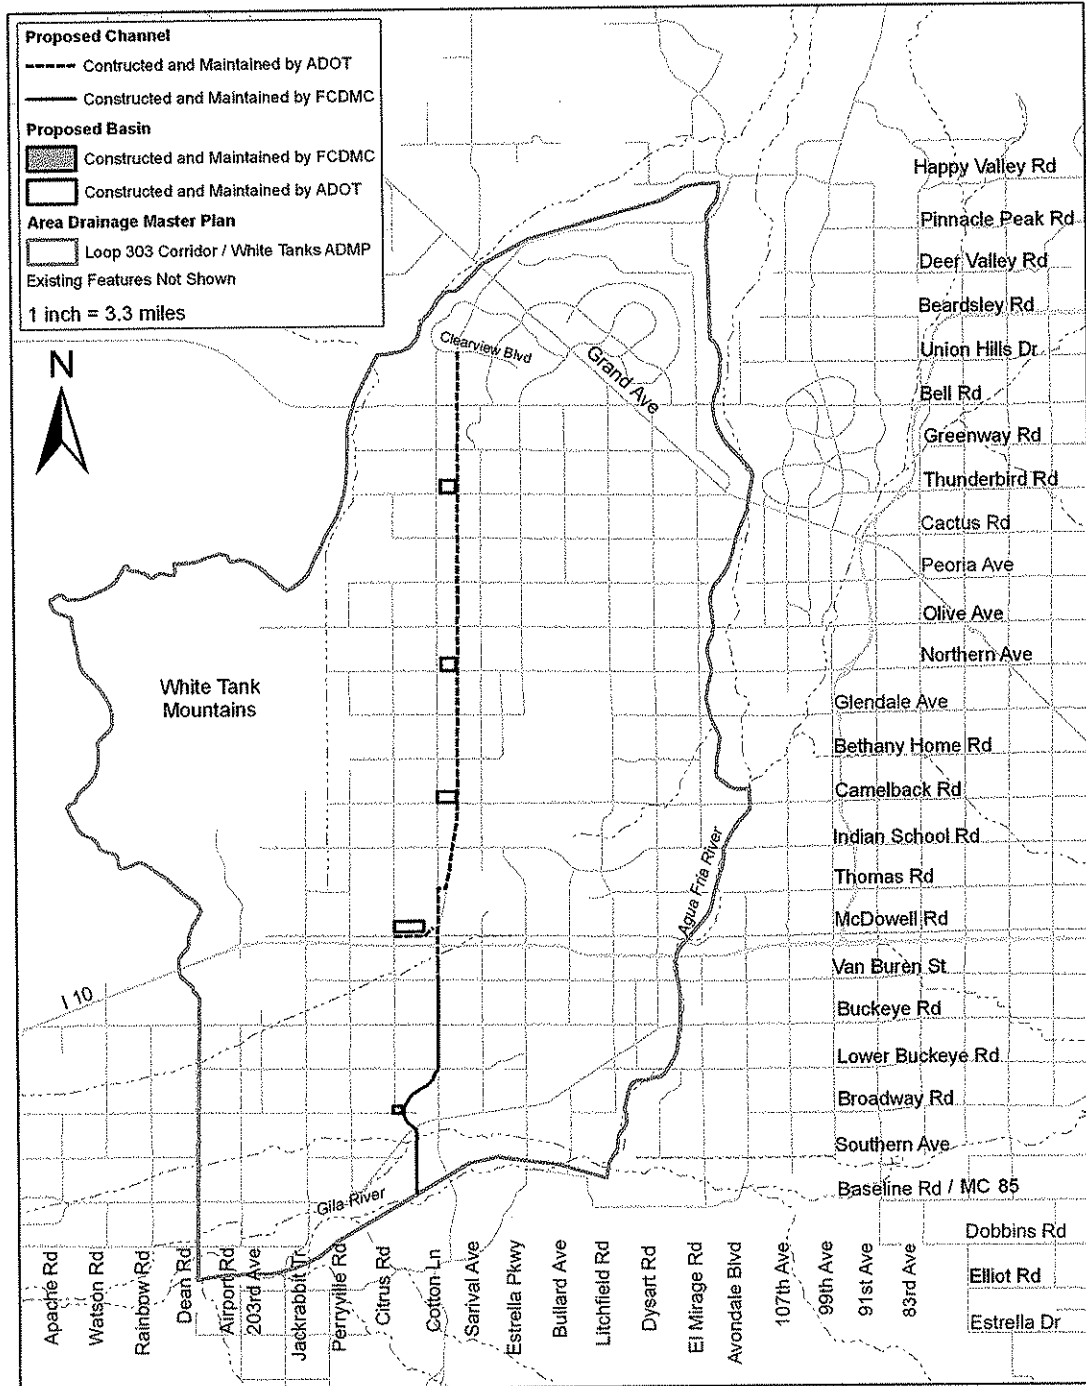 Proposed Channel
Contructed and Maintained by ADOT
Constructed and Maintained by FCDMC
Proposed Basin
Constructed and Maintained by FCDMC
Constructed and Maintained by ADOT
Area Drainage Master Plan
Loop 303 Corridor / White Tanks ADMP
Existing Features Not Shown
1 inch = 3.3 miles
N
Happy Valley Rd
Pinnacle Peak Rd
Deer Valley Rd
Beardsley Rd
Union Hills Dr
Bell Rd
Greenway Rd
Thunderbird Rd
Cactus Rd
Peoria Ave
Olive Ave
Northern Ave
Glendale Ave
Bethany Home Rd
Camelback Rd
Indian School Rd
Thomas Rd
McDowell Rd
Van Buren St
Buckeye Rd
Lower Buckeye Rd
Broadway Rd
Southern Ave
Baseline Rd / MC 85
Dobbins Rd
Elliot Rd
Estrella Dr
Clearview Blvd
Grand Ave
White Tank
Mountains
Agua Fria River
I 10
Gila River
Apache Rd
Watson Rd
Rainbow Rd
Dean Rd
Airport Rd
203rd Ave
Jackrabbit Tr
Perryville Rd
Citrus Rd
Cotton Ln
Sarival Ave
Estrella Pkwy
Bullard Ave
Litchfield Rd
Dysart Rd
El Mirage Rd
Avondale Blvd
107th Ave
99th Ave
91st Ave
83rd Ave